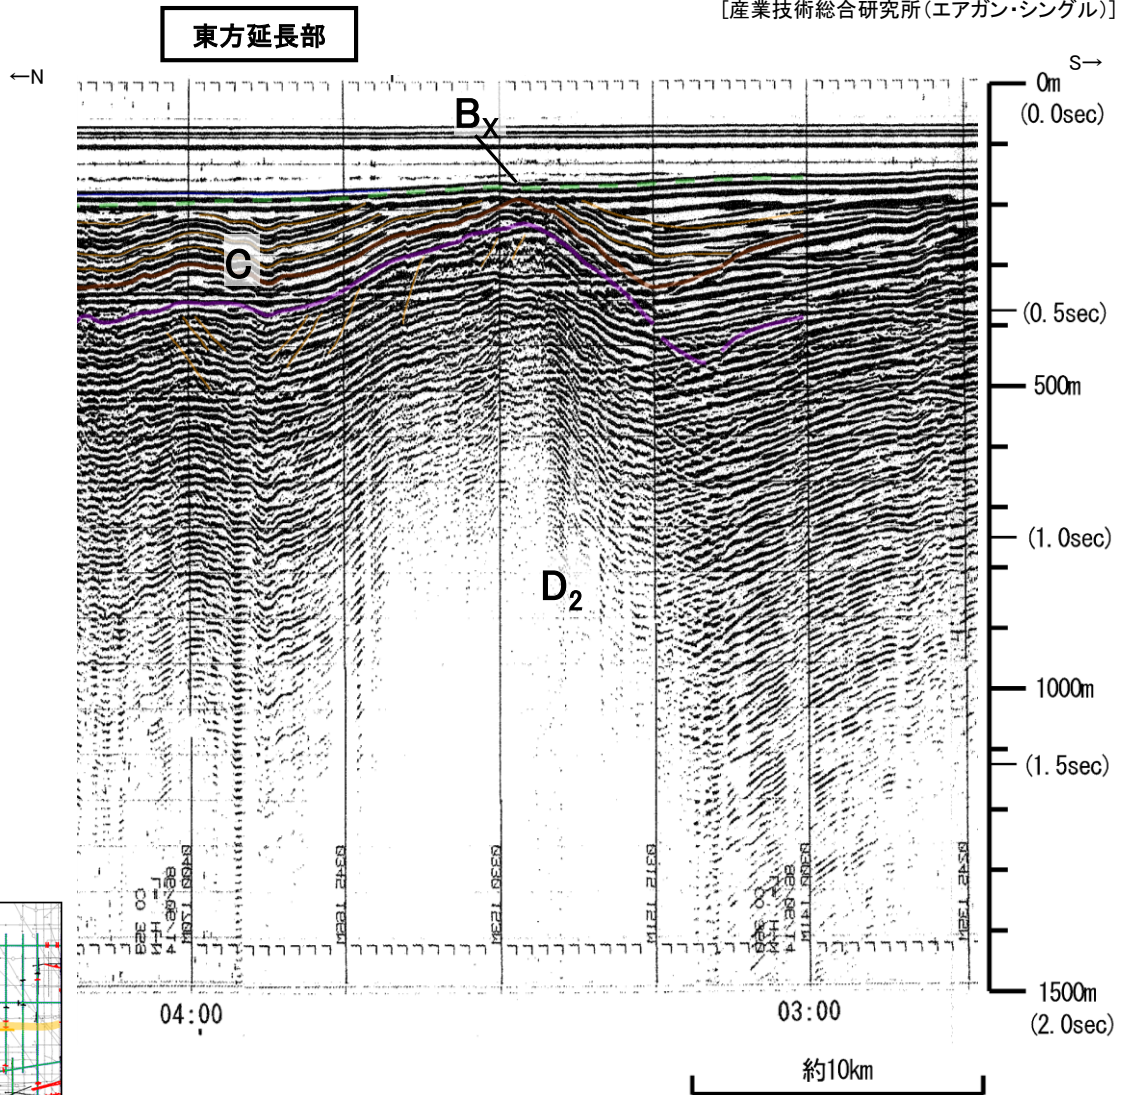 [産業技術総合研究所(エアガン・シングル)]
東方延長部
←N
S→
0m
(0.0sec)
BX
C
(0.5sec)
500m
(1.0sec)
D2
1000m
(1.5sec)
1500m
(2.0sec)
04:00
03:00
約10km